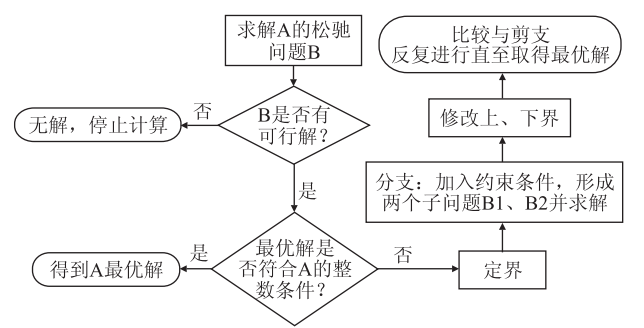 求解A的松驰
问题B
B是否有
可行解？
否
无解，停止计算
是
最优解是
否符合A的整
数条件？
是
得到A最优解
否
定界
分支：加入约束条件，形成
两个子问题B1、B2并求解
修改上、下界
比较与剪支
反复进行直至取得最优解